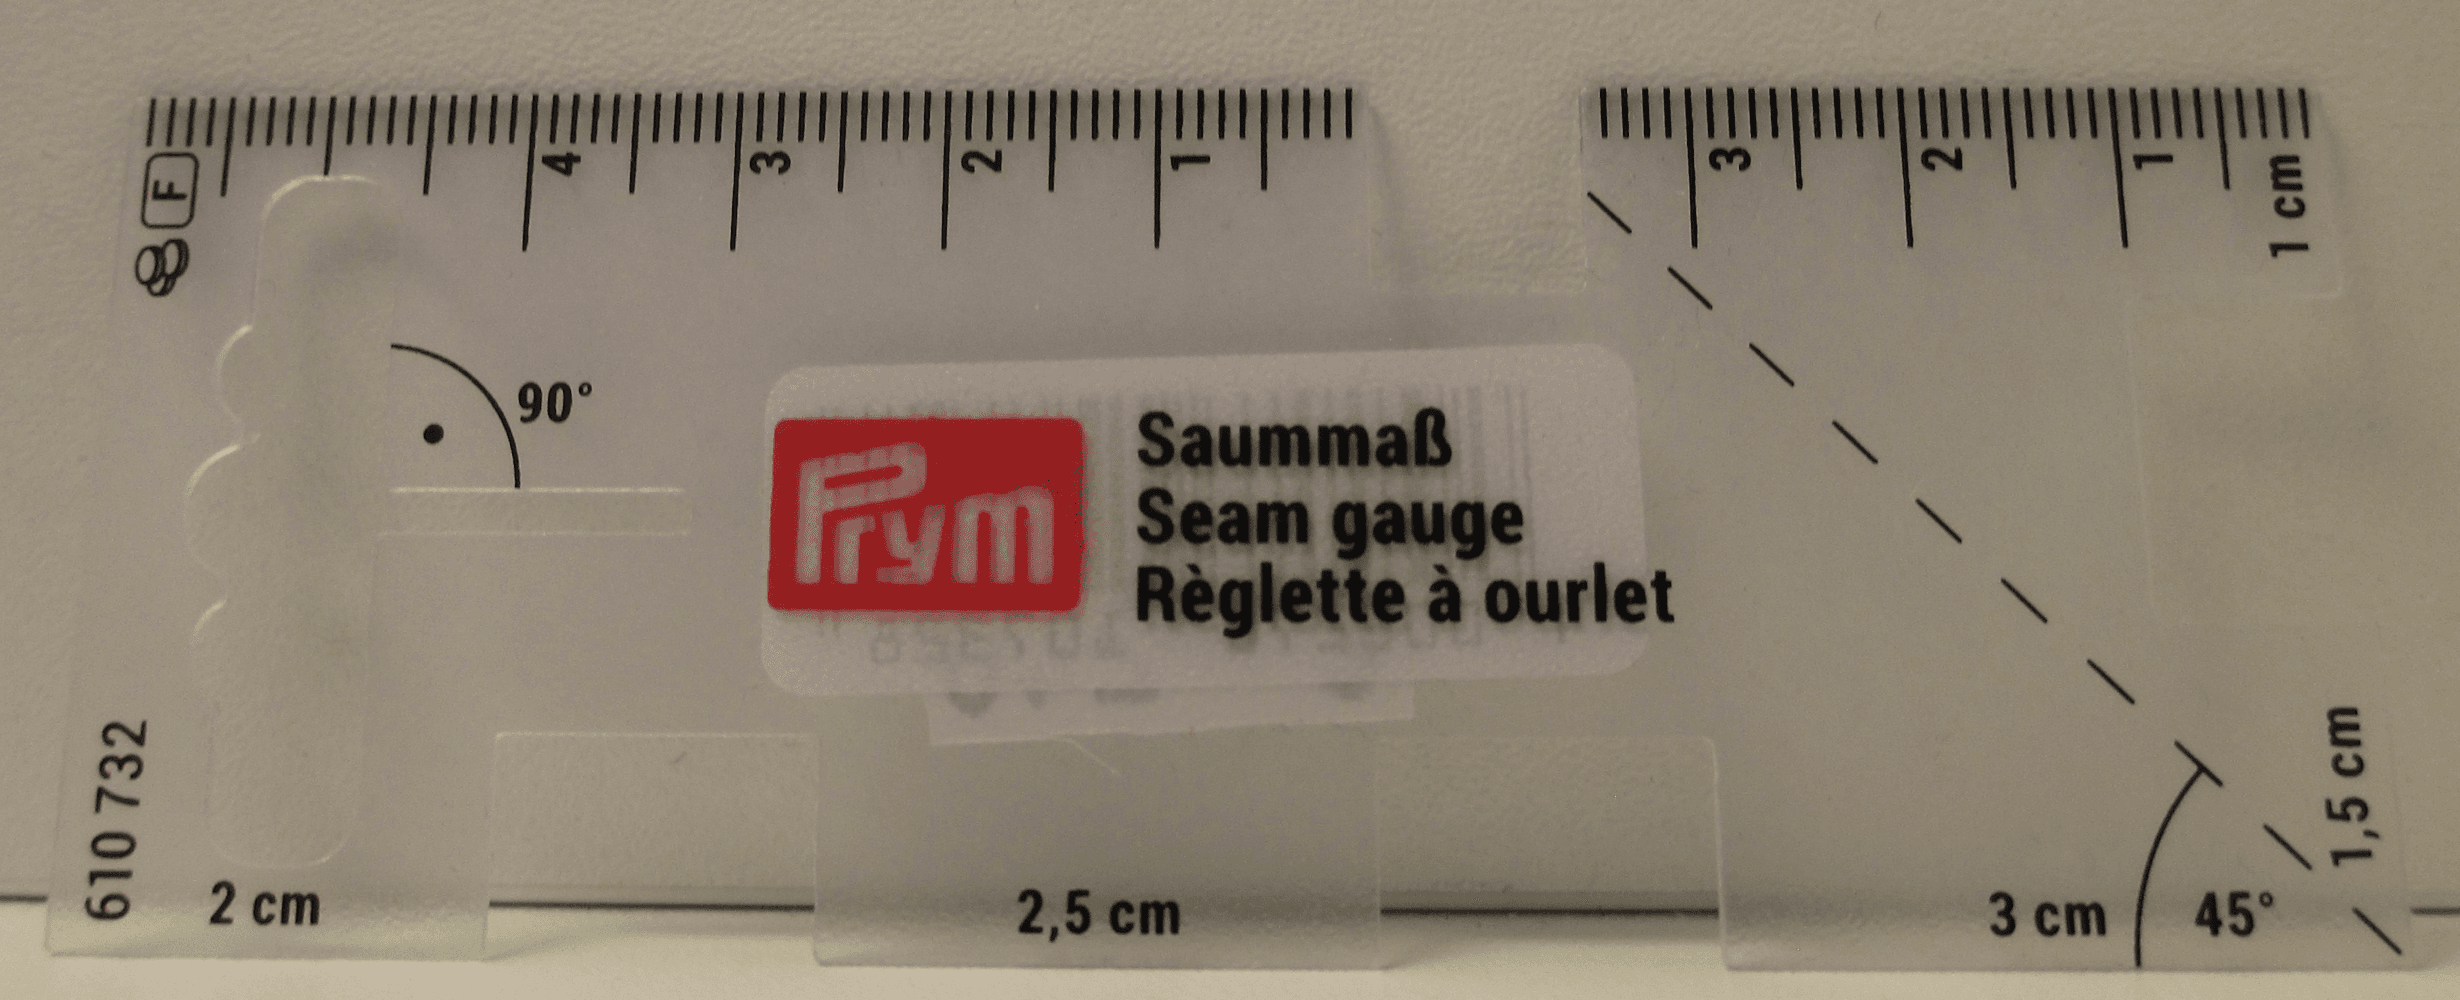 4 3 2 1
3 2 1
F
1 cm
90°
Prym
Saummaß
Seam gauge
Règlette à ourlet
610 732
2 cm
2,5 cm
3 cm
45°
1,5 cm